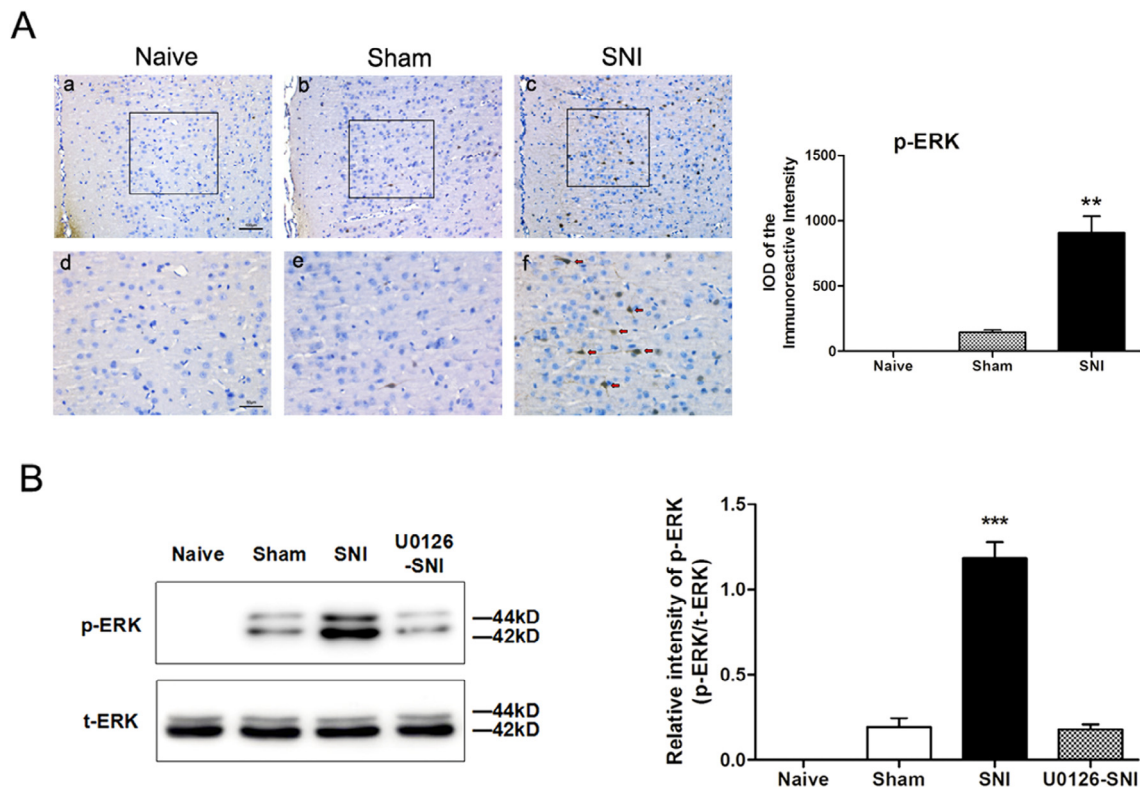 A
Naive
Sham
SNI
a
b
c
d
e
f
p-ERK
IOD of the
Immunoreactive Intensity
1500
1000
500
0
**
Naive
Sham
SNI
B
Naive
Sham
SNI
U0126
-SNI
p-ERK
—44kD
—42kD
t-ERK
—44kD
—42kD
Relative intensity of p-ERK
(p-ERK/t-ERK)
1.5
1.0
0.5
0.0
***
Naive
Sham
SNI
U0126-SNI